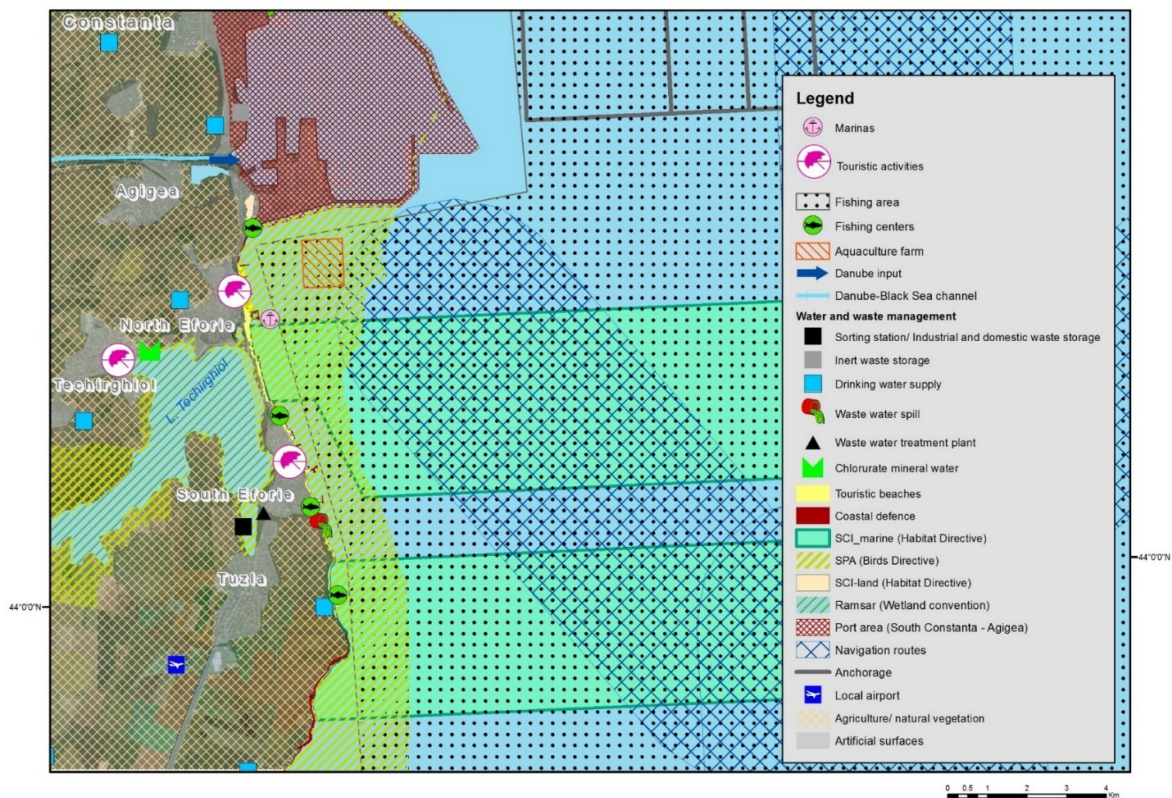 Constanta
Agigea
North Eforie
Techirghiol
L. Techirghiol
South Eforie
Tuzla
44°0'0"N
44°0'0"N
Legend
Marinas
Touristic activities
Fishing area
Fishing centers
Aquaculture farm
Danube input
Danube-Black Sea channel
Water and waste management
Sorting station/ Industrial and domestic waste storage
Inert waste storage
Drinking water supply
Waste water spill
Waste water treatment plant
Chlorurate mineral water
Touristic beaches
Coastal defence
SCI_marine (Habitat Directive)
SPA (Birds Directive)
SCI-land (Habitat Directive)
Ramsar (Wetland convention)
Port area (South Constanta - Agigea)
Navigation routes
Anchorage
Local airport
Agriculture/ natural vegetation
Artificial surfaces
0 0.5 1 2 3 4
Km